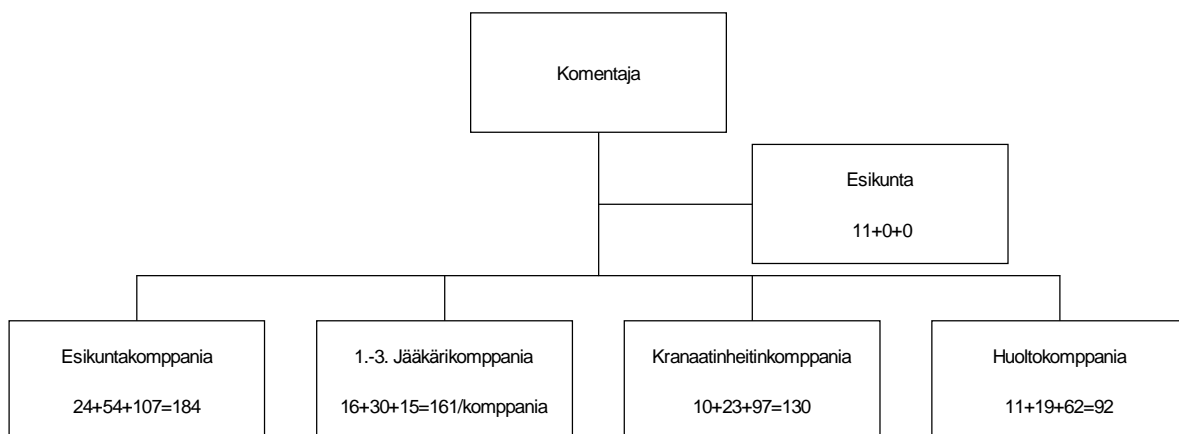 Komentaja
Esikunta
11+0+0
Esikuntakomppania
24+54+107=184
1.-3. Jääkärikomppania
16+30+15=161/komppania
Kranaatinheitinkomppania
10+23+97=130
Huoltokomppania
11+19+62=92